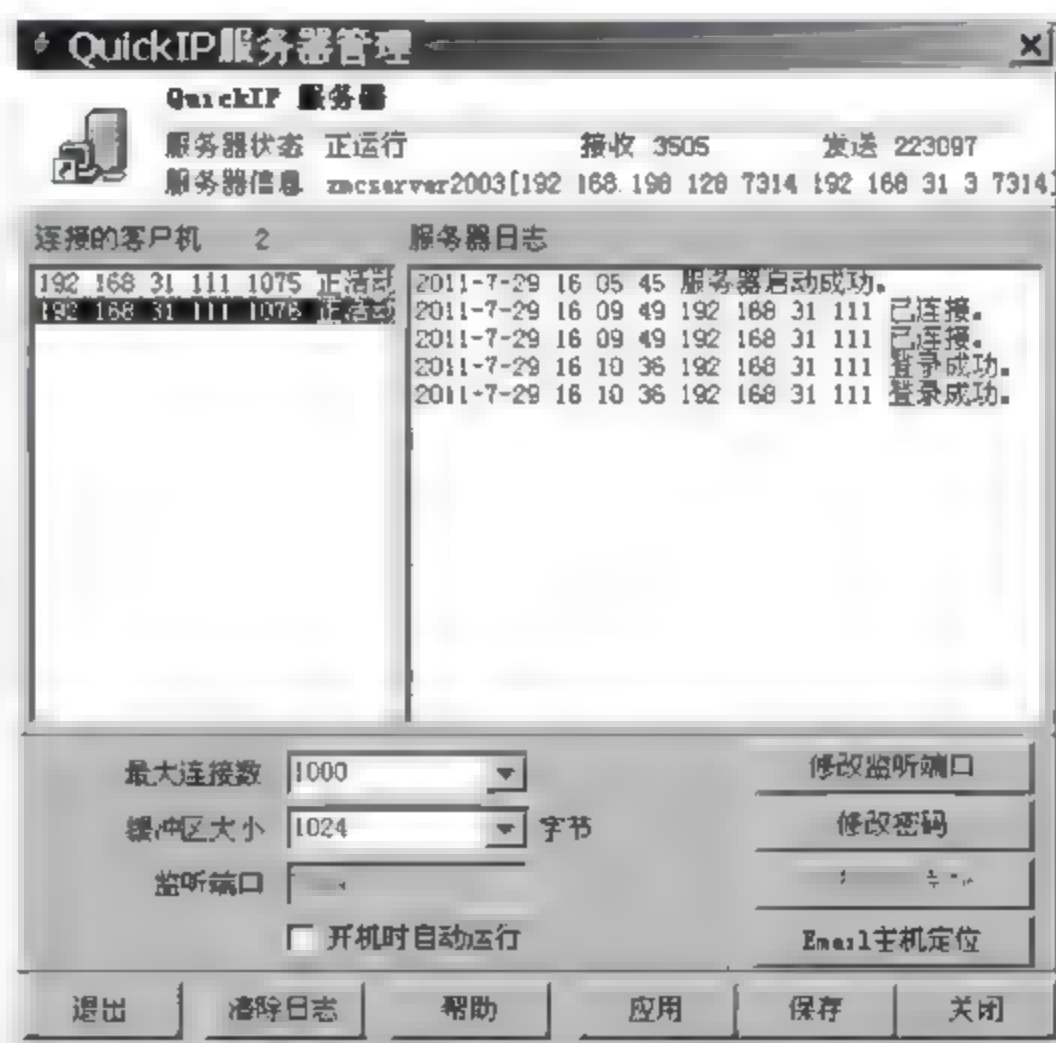 QuickIP服务器管理
QuickIP 服务器
服务器状态 正运行 接收 3505 发送 223097
服务器信息 zmcserver2003[192 168 198 128 7314 192 168 31 3 7314]
连接的客户机 2 服务器日志
192 168 31 111 1075 正活动
192 168 31 111 1076 正活动
2011-7-29 16 05 45 服务器启动成功。
2011-7-29 16 09 49 192 168 31 111 已连接。
2011-7-29 16 09 49 192 168 31 111 已连接。
2011-7-29 16 10 36 192 168 31 111 登录成功。
2011-7-29 16 10 36 192 168 31 111 登录成功。
最大连接数 1000 修改监听端口
缓冲区大小 1024 字节 修改密码
监听端口
开机时自动运行 Email主机定位
退出 清除日志 帮助 应用 保存 关闭